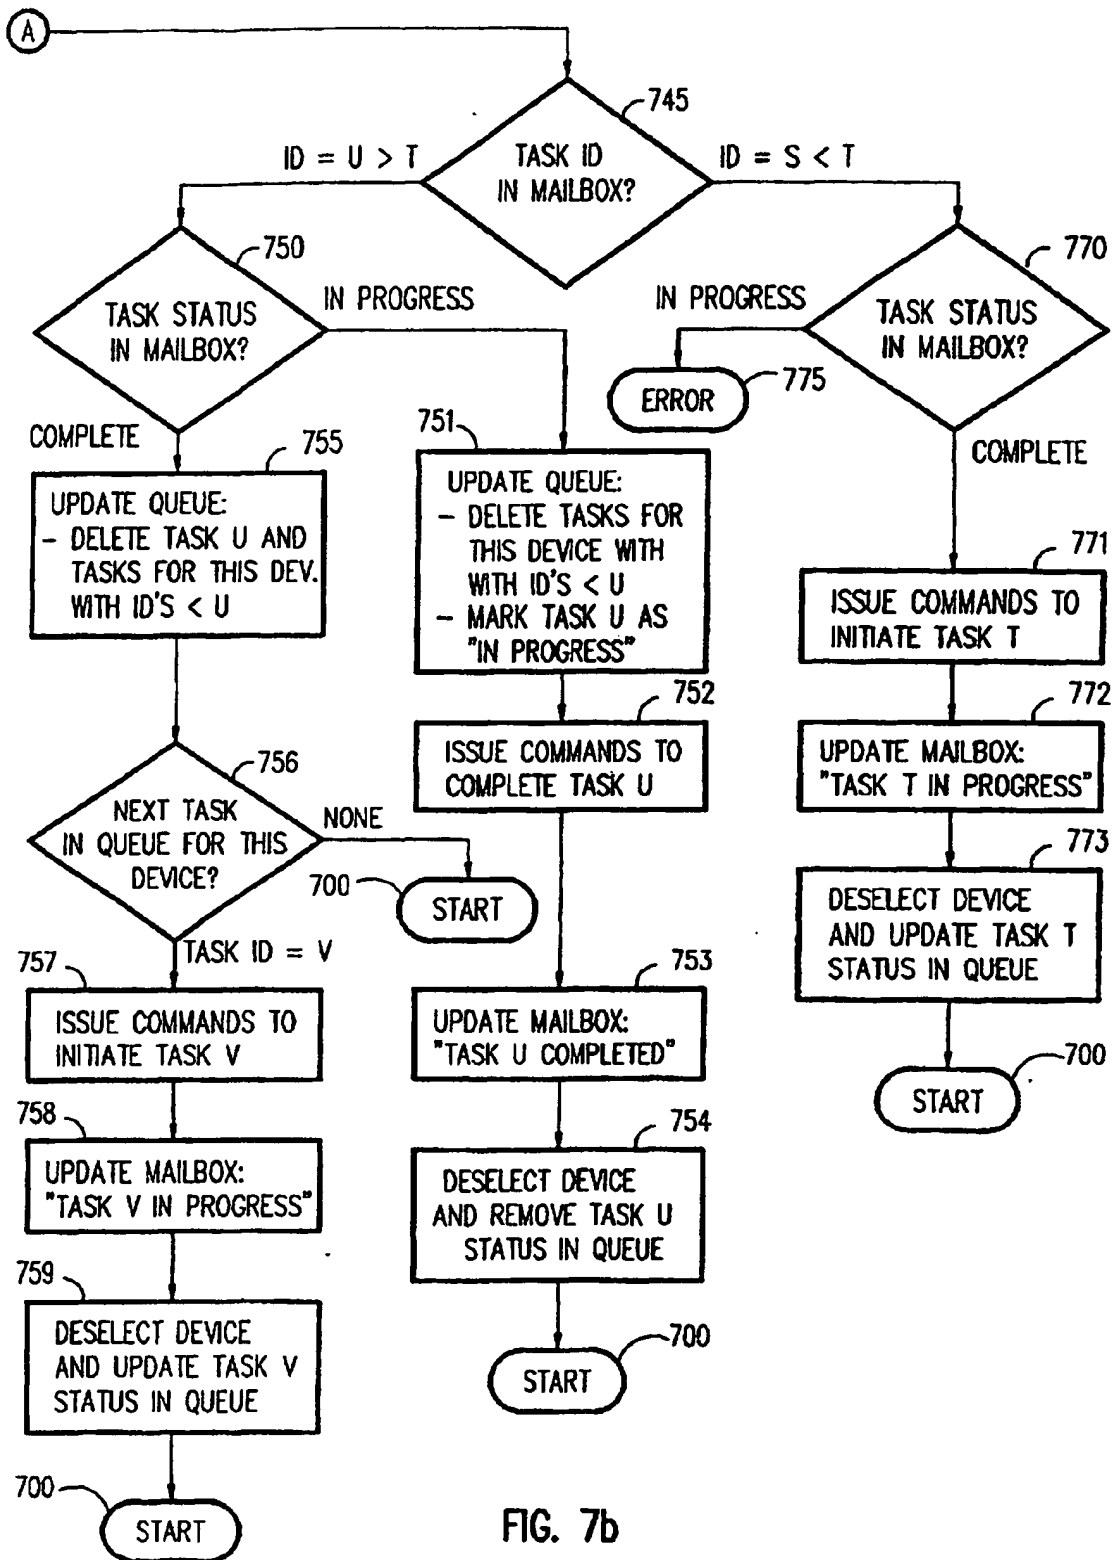 A
745
TASK ID
IN MAILBOX?
ID = U > T
ID = S < T
750
TASK STATUS
IN MAILBOX?
IN PROGRESS
COMPLETE
770
TASK STATUS
IN MAILBOX?
IN PROGRESS
ERROR
775
COMPLETE
755
UPDATE QUEUE:
- DELETE TASK U AND
TASKS FOR THIS DEV.
WITH ID'S < U
751
UPDATE QUEUE:
- DELETE TASKS FOR
THIS DEVICE WITH
WITH ID'S < U
- MARK TASK U AS
"IN PROGRESS"
771
ISSUE COMMANDS TO
INITIATE TASK T
752
ISSUE COMMANDS TO
COMPLETE TASK U
772
UPDATE MAILBOX:
"TASK T IN PROGRESS"
756
NEXT TASK
IN QUEUE FOR THIS
DEVICE?
NONE
700
START
TASK ID = V
773
DESELECT DEVICE
AND UPDATE TASK T
STATUS IN QUEUE
700
START
757
ISSUE COMMANDS TO
INITIATE TASK V
753
UPDATE MAILBOX:
"TASK U COMPLETED"
758
UPDATE MAILBOX:
"TASK V IN PROGRESS"
754
DESELECT DEVICE
AND REMOVE TASK U
STATUS IN QUEUE
759
DESELECT DEVICE
AND UPDATE TASK V
STATUS IN QUEUE
700
START
700
START
FIG. 7b